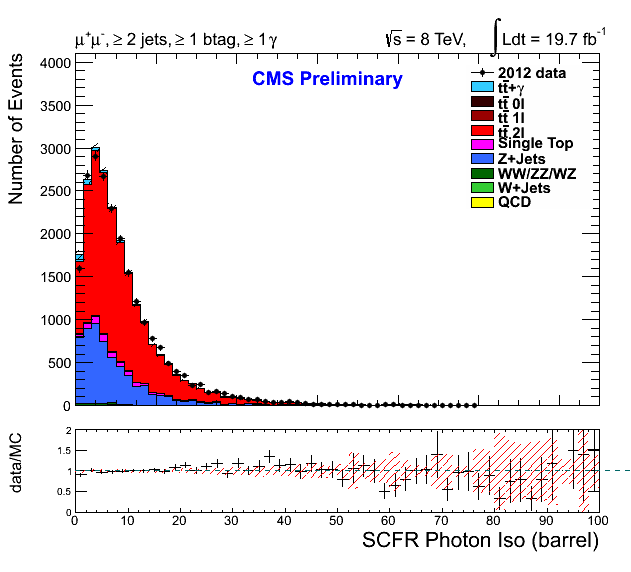 μ⁺μ⁻, ≥ 2 jets, ≥ 1 btag, ≥ 1 γ
√s = 8 TeV, ∫ Ldt = 19.7 fb⁻¹
CMS Preliminary
2012 data
tt̄+γ
tt̄ 0l
tt̄ 1l
tt̄ 2l
Single Top
Z+Jets
WW/ZZ/WZ
W+Jets
QCD
Number of Events
4000
3500
3000
2500
2000
1500
1000
500
0
data/MC
2
1.5
1
0.5
0
0 10 20 30 40 50 60 70 80 90 100
SCFR Photon Iso (barrel)